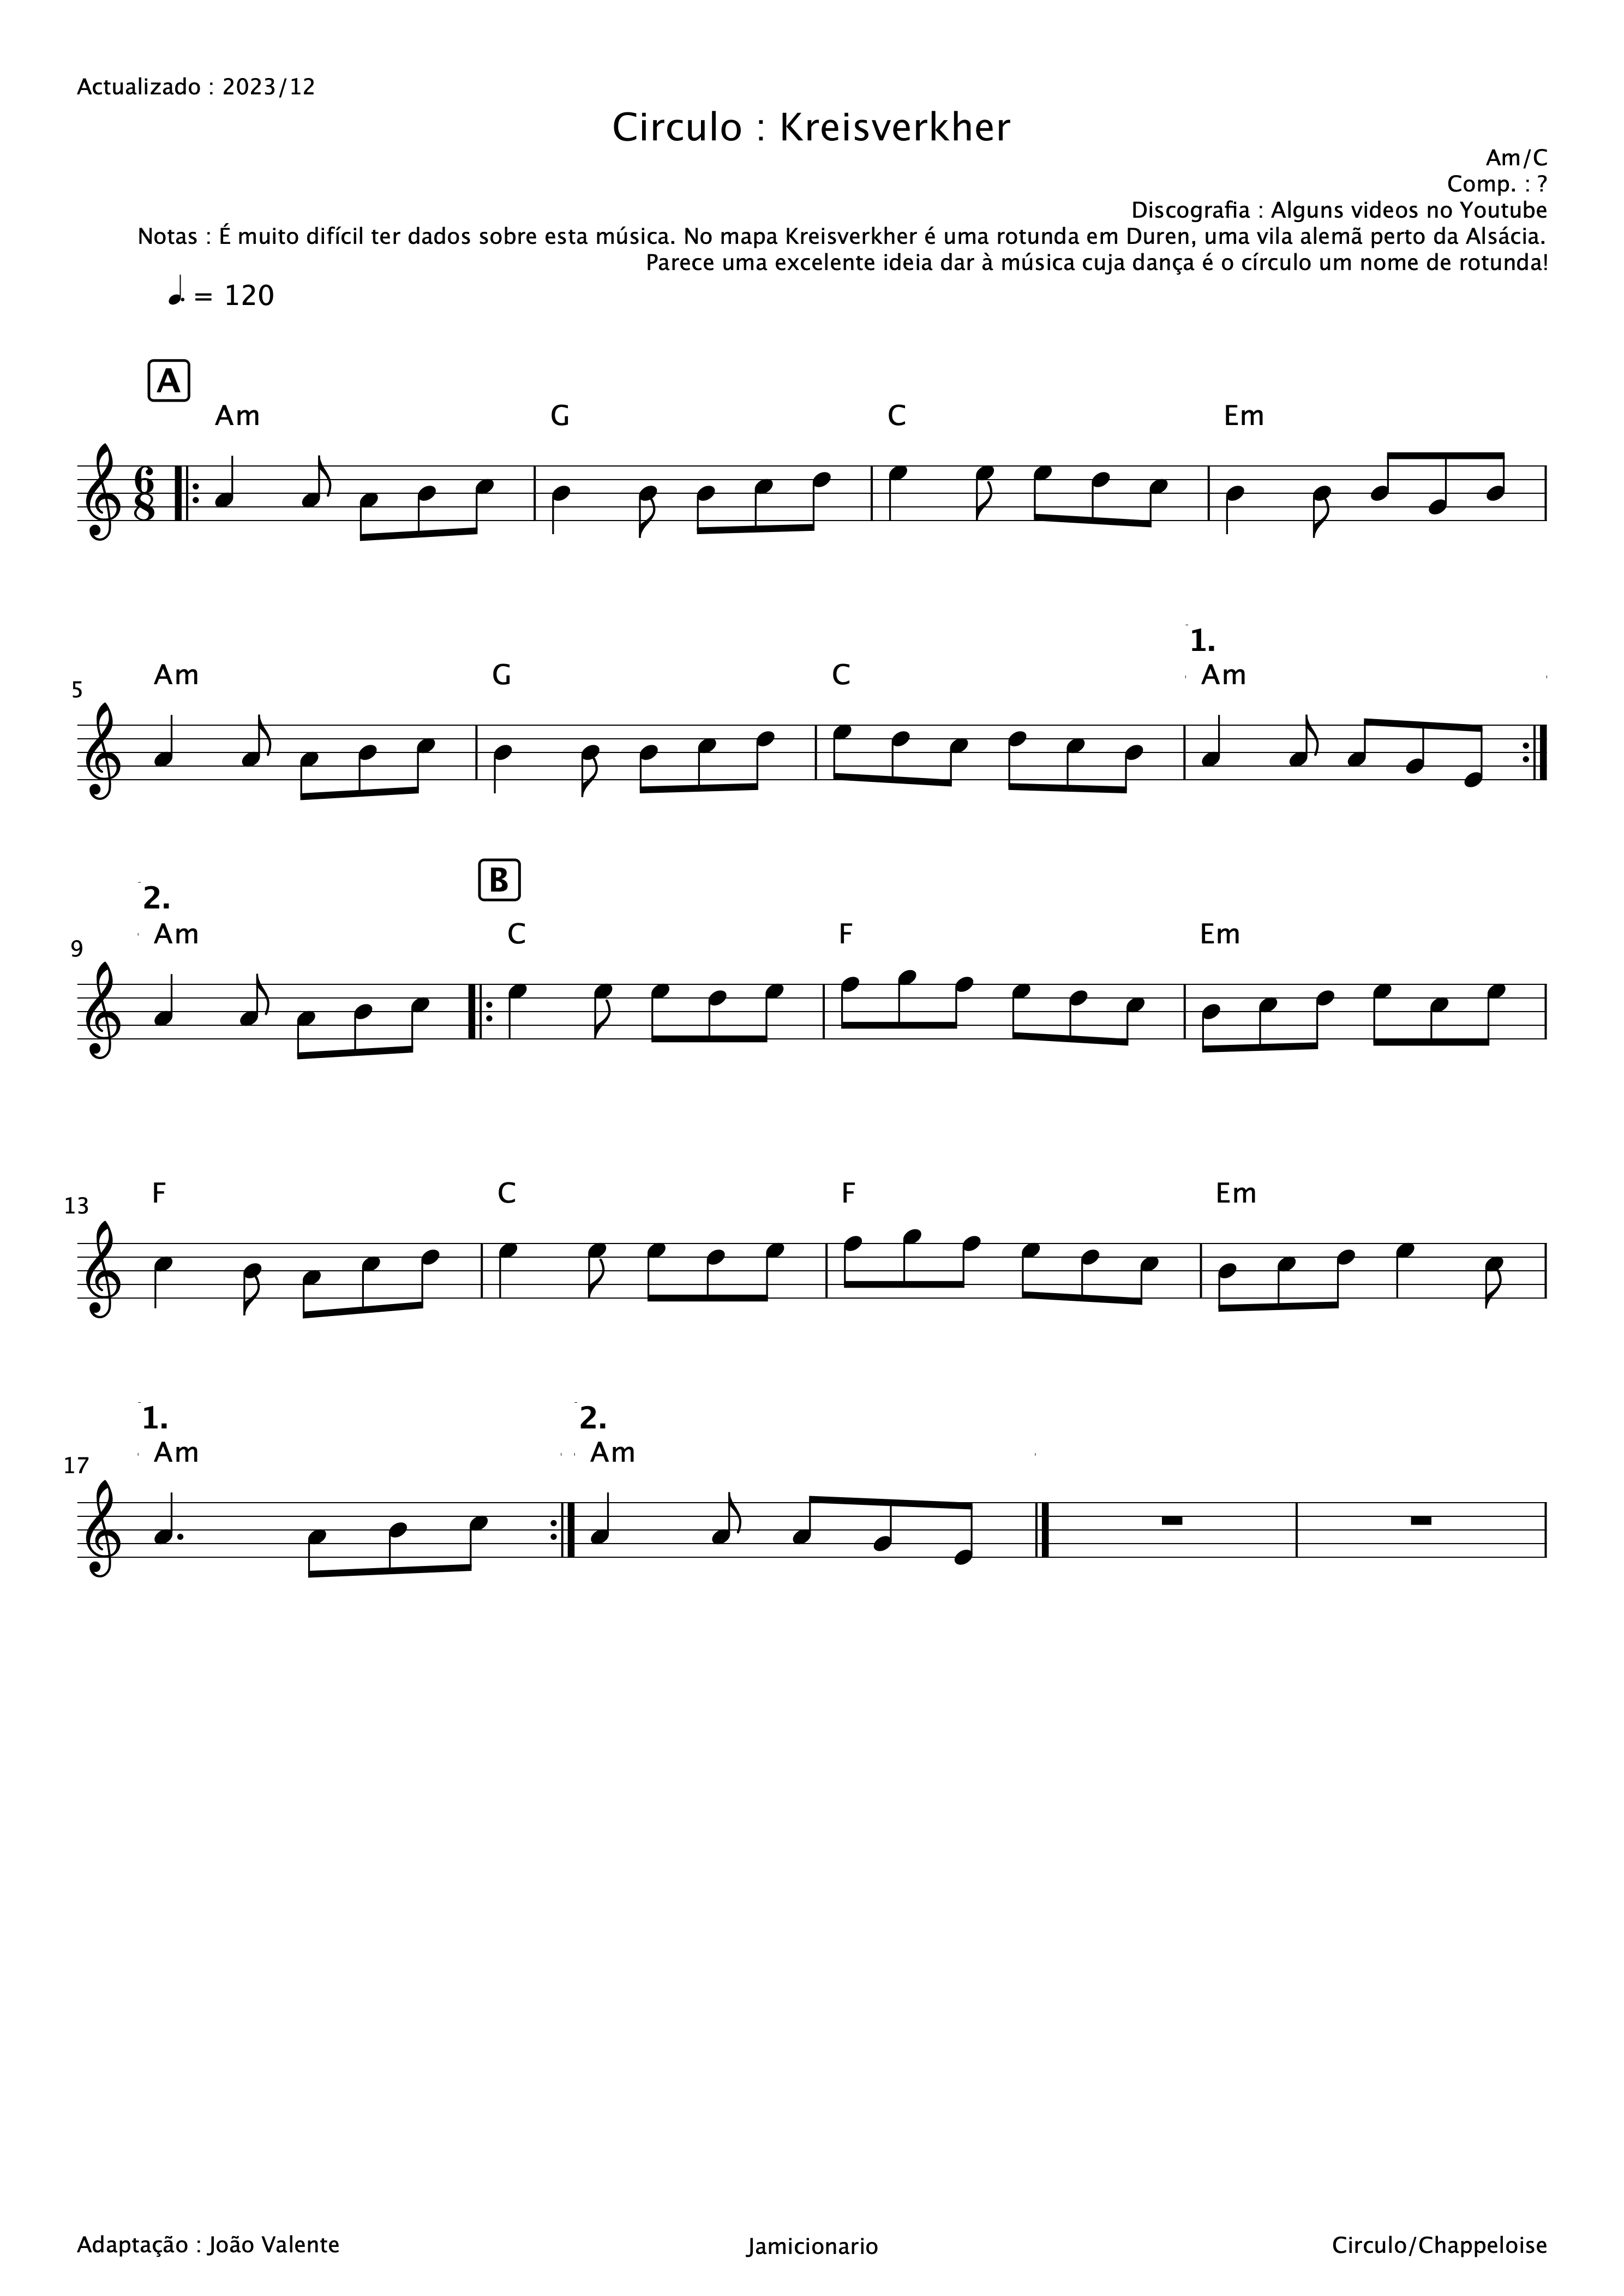 Actualizado : 2023/12
Circulo : Kreisverkher
Am/C
Comp. : ?
Discografia : Alguns videos no Youtube
Notas : É muito difícil ter dados sobre esta música. No mapa Kreisverkher é uma rotunda em Duren, uma vila alemã perto da Alsácia.
Parece uma excelente ideia dar à música cuja dança é o círculo um nome de rotunda!
♩. = 120
A
Am G C Em
6
8
1.
5 Am G C Am
2. B
9 Am C F Em
13 F C F Em
1. 2.
17 Am Am
Adaptação : João Valente
Jamicionario
Circulo/Chappeloise